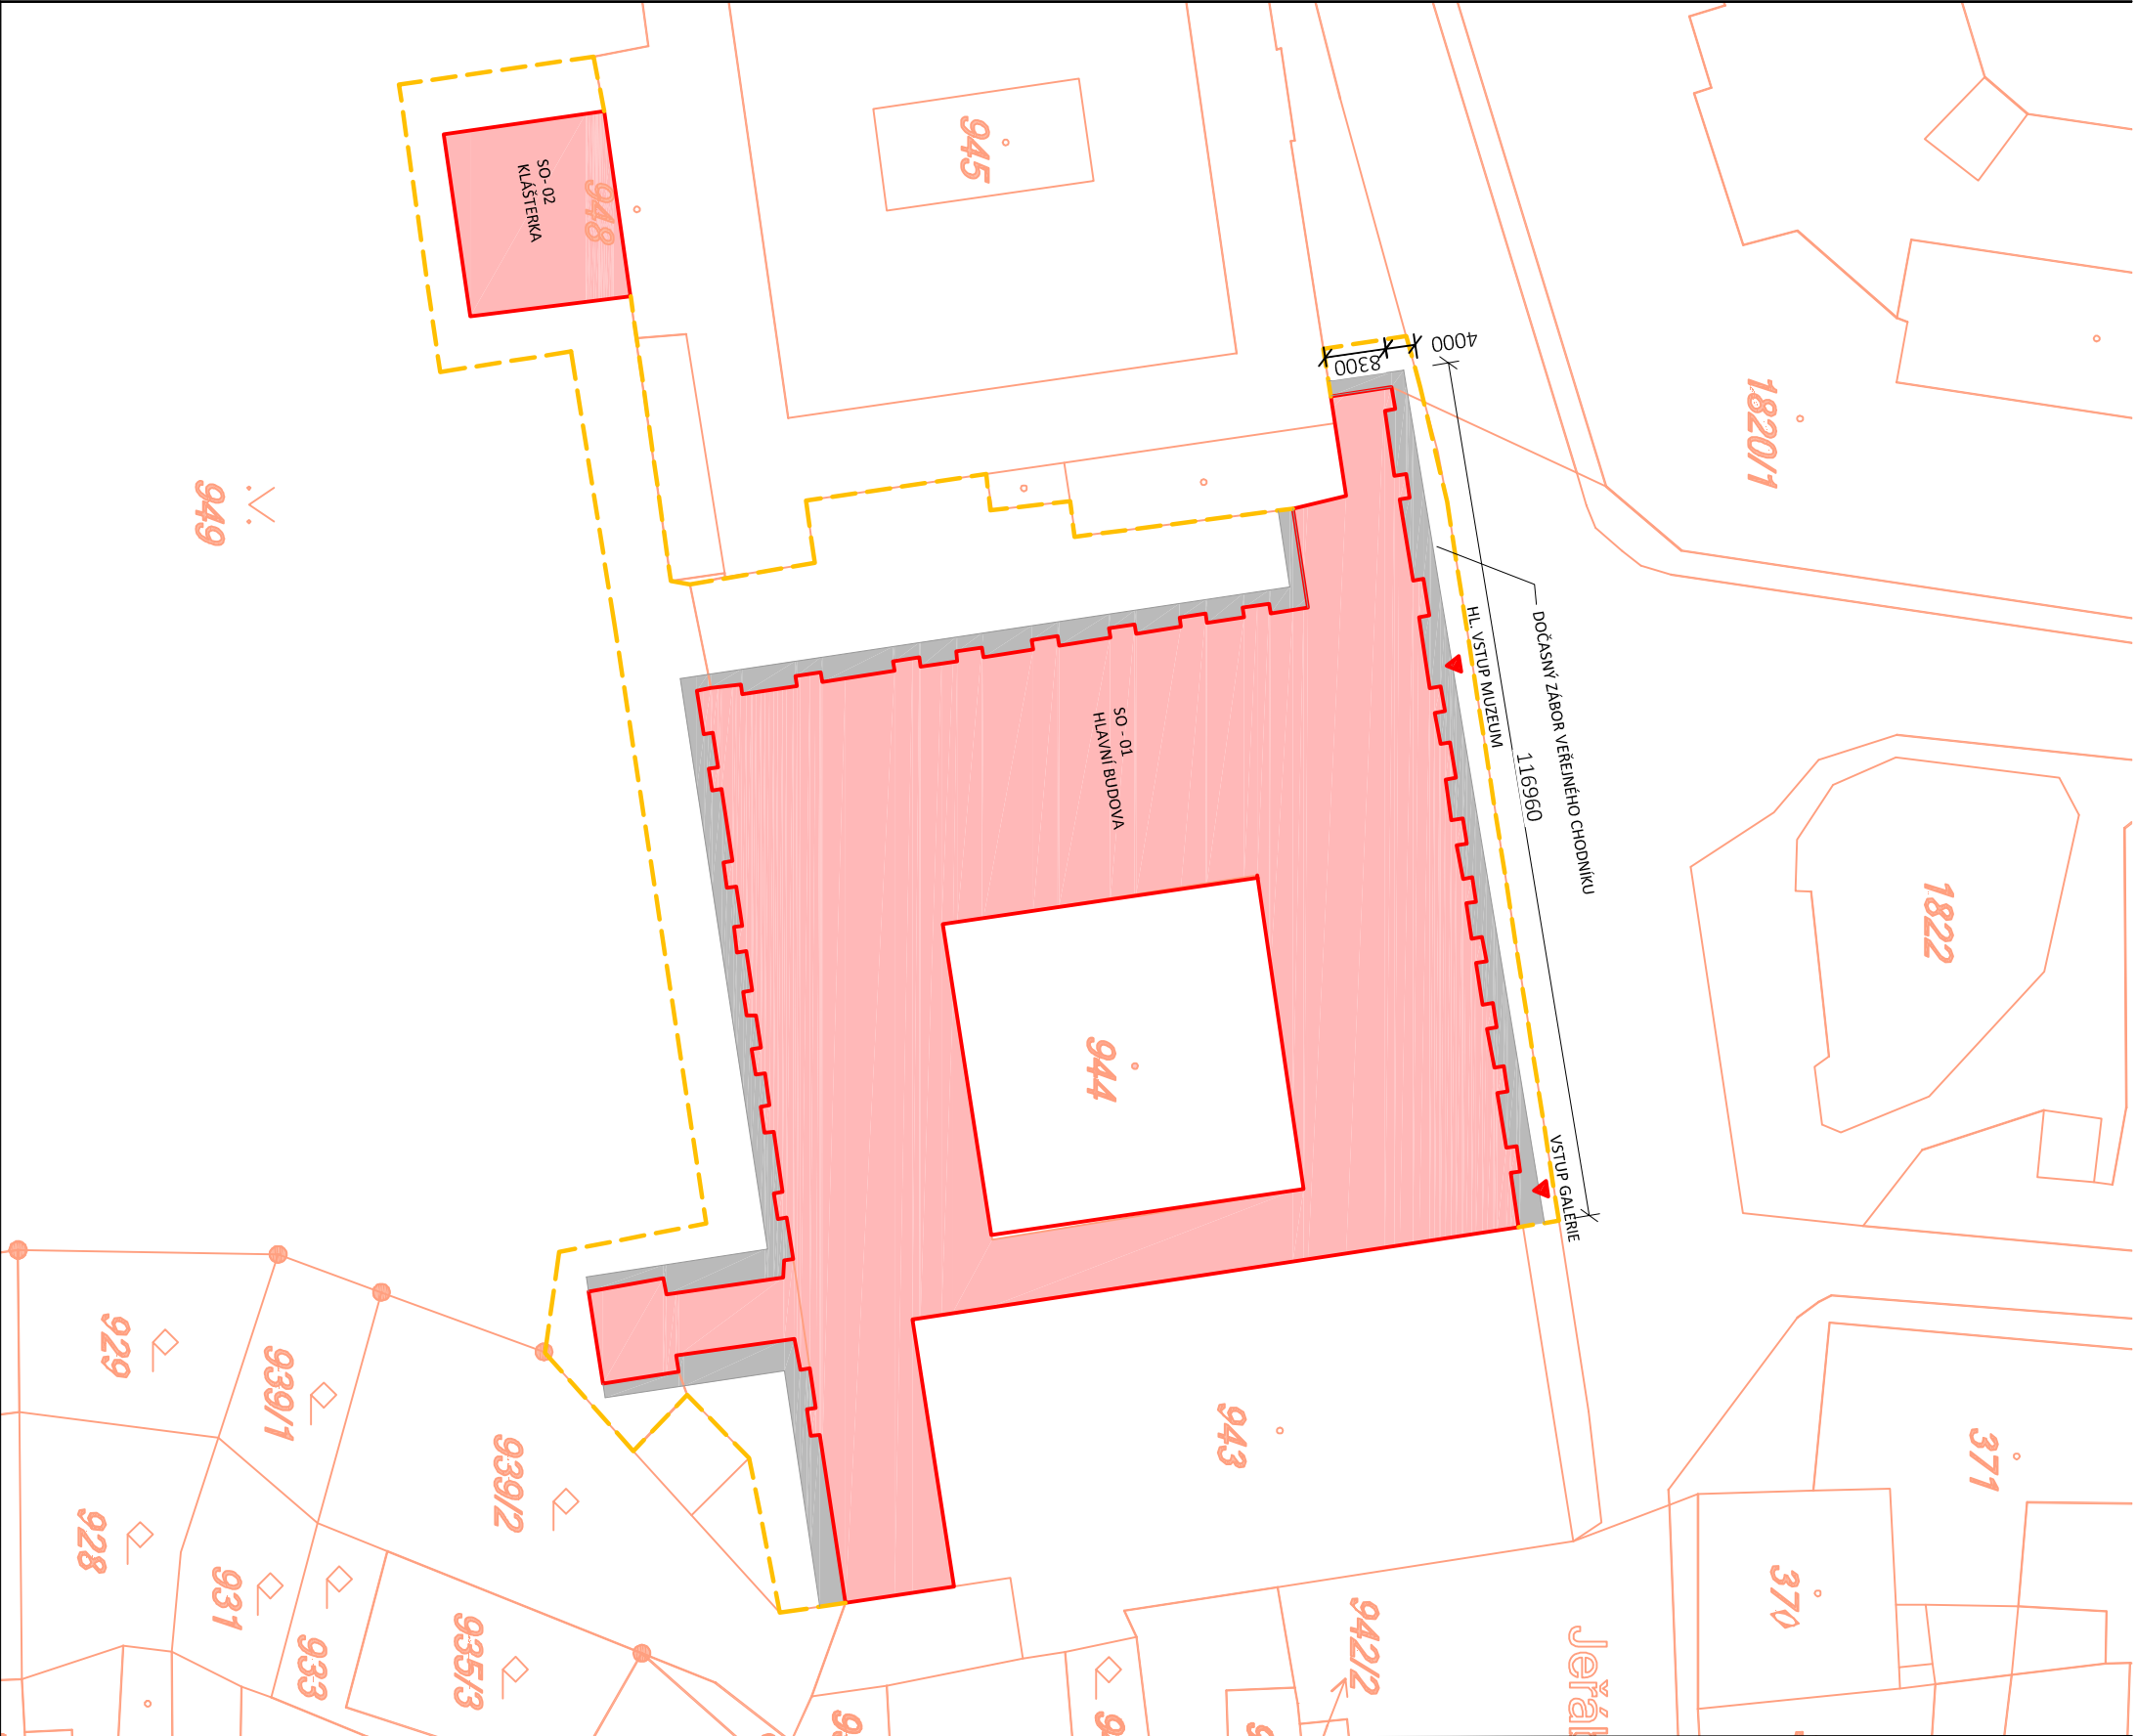 945
948
SO- 02
KLÁŠTERKA
949
1820/1
4000
8300
DOČASNÝ ZÁBOR VEŘEJNÉHO CHODNÍKU
HL. VSTUP MUZEUM
116960
SO - 01
HLAVNÍ BUDOVA
1822
944
VSTUP GALERIE
929
939/1
939/2
943
371
928
931
933
935/3
942/2
370